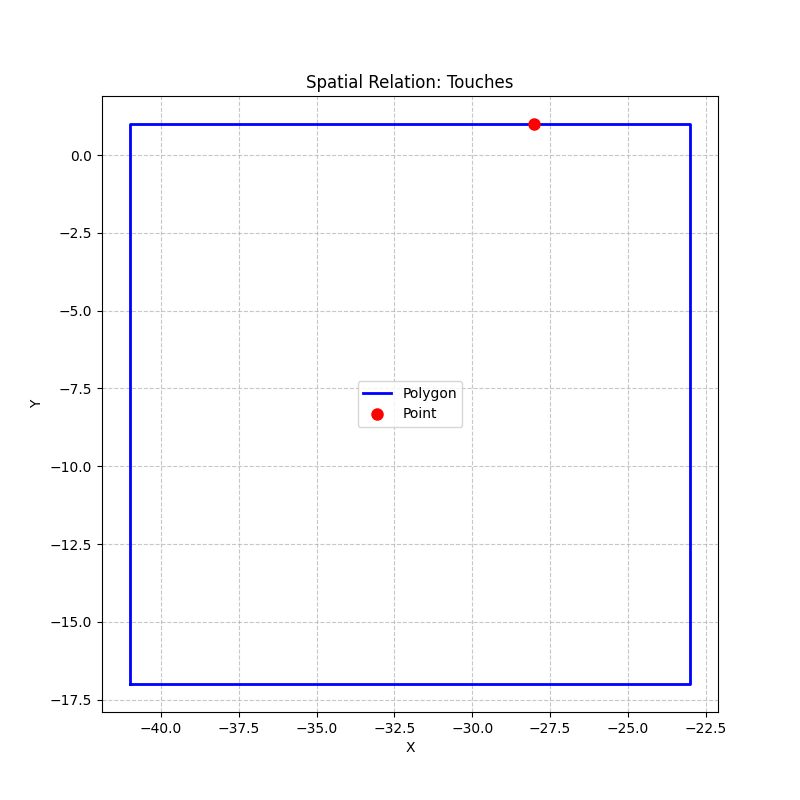 Spatial Relation: Touches
Y
0.0
−2.5
−5.0
−7.5
−10.0
−12.5
−15.0
−17.5
Polygon
Point
−40.0 −37.5 −35.0 −32.5 −30.0 −27.5 −25.0 −22.5
X